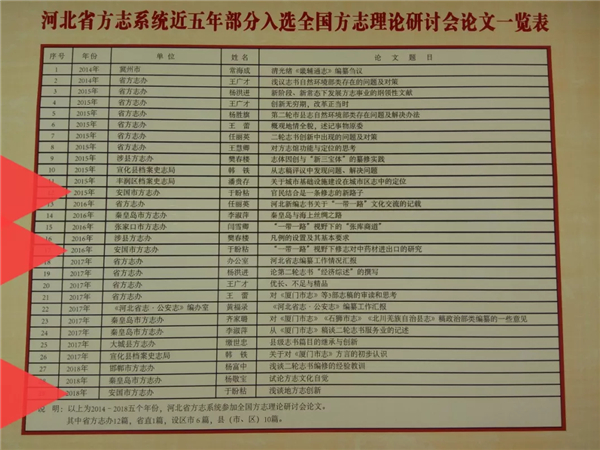 河北省方志系统近五年部分入选全国方志理论研讨会论文一览表
序号 年份 单位 姓名 论文题目
1 2014年 冀州市 常海成 清光绪《畿辅通志》编纂刍议
2 2014年 省方志办 王广才 浅议志书自然环境部类存在的问题及对策
3 2015年 省方志办 杨洪进 新阶段、新常态下发展方志事业的纲领性文献
4 2015年 省方志办 王广才 创新无穷期，改革正当时
5 2015年 省方志办 杨胜旗 第二轮市县志自然环境部类存在问题及解决办法
6 2015年 省方志办 王蕾 概观地情全貌，述记事物原委
7 2015年 省方志办 任丽英 二轮志书创新中出现的问题及对策
8 2015年 省方志办 王慧卿 对方志馆功能与定位的思考
9 2015年 涉县方志办 樊春楼 志体因创与“新三宝体”的纂修实践
10 2015年 宣化县档案史志局 韩铁 从志稿评议中发现问题、解决问题
2015年 丰润区档案史志局 潘贵存 关于城市基础设施建设在城市区志中的定位
2015年 安国市方志办 于盼粘 官民结合是一条修志的新路子
13 2016年 省方志办 任丽英 河北新编志书关于“一带一路”文化交流的记载
14 2016年 秦皇岛市方志办 李淑萍 秦皇岛与海上丝绸之路
15 2016年 张家口市方志办 闫雪卿 “一带一路”视野下的“张库商道”
16 2016年 涉县方志办 樊春楼 凡例的设置及其基本要求
2016年 安国市方志办 于盼粘 “一带一路”视野下修志对中药材进出口的研究
18 2017年 省方志办 办公室 河北省志编纂工作情况汇报
19 2017年 省方志办 杨洪进 论第二轮志书“经济综述”的撰写
20 2017年 省方志办 王广才 优长、不足与精品
21 2017年 省方志办 王蕾 对《厦门市志》等3部志稿的审读和思考
22 2017年 《河北省志·公安志》编办室 黄福录 《河北省志·公安志》编纂工作汇报
23 2017年 秦皇岛市方志办 齐家璐 对《厦门市志》《石狮市志》《北川羌族自治县志》稿政治部类编纂的一些意见
24 2017年 秦皇岛市方志办 李淑萍 从《厦门市志》稿谈二轮志书服务业的记述
25 2017年 大城县方志办 缴世忠 县级志书篇目的继承与创新
26 2017年 宣化县档案史志局 韩铁 关于对《厦门市志》方言的初步认识
27 2018年 邯郸市方志办 杨富中 浅谈二轮志书编修的经验教训
28 2018年 秦皇岛市方志办 杨敬宝 试论方志文化自觉
2018年 安国市方志办 于盼粘 浅谈地方志创新
说明：以上为2014-2018五个年份，河北省方志系统参加全国方志理论研讨会论文。
其中省方志办12篇，省直1篇，设区市6篇，县（市、区）10篇。